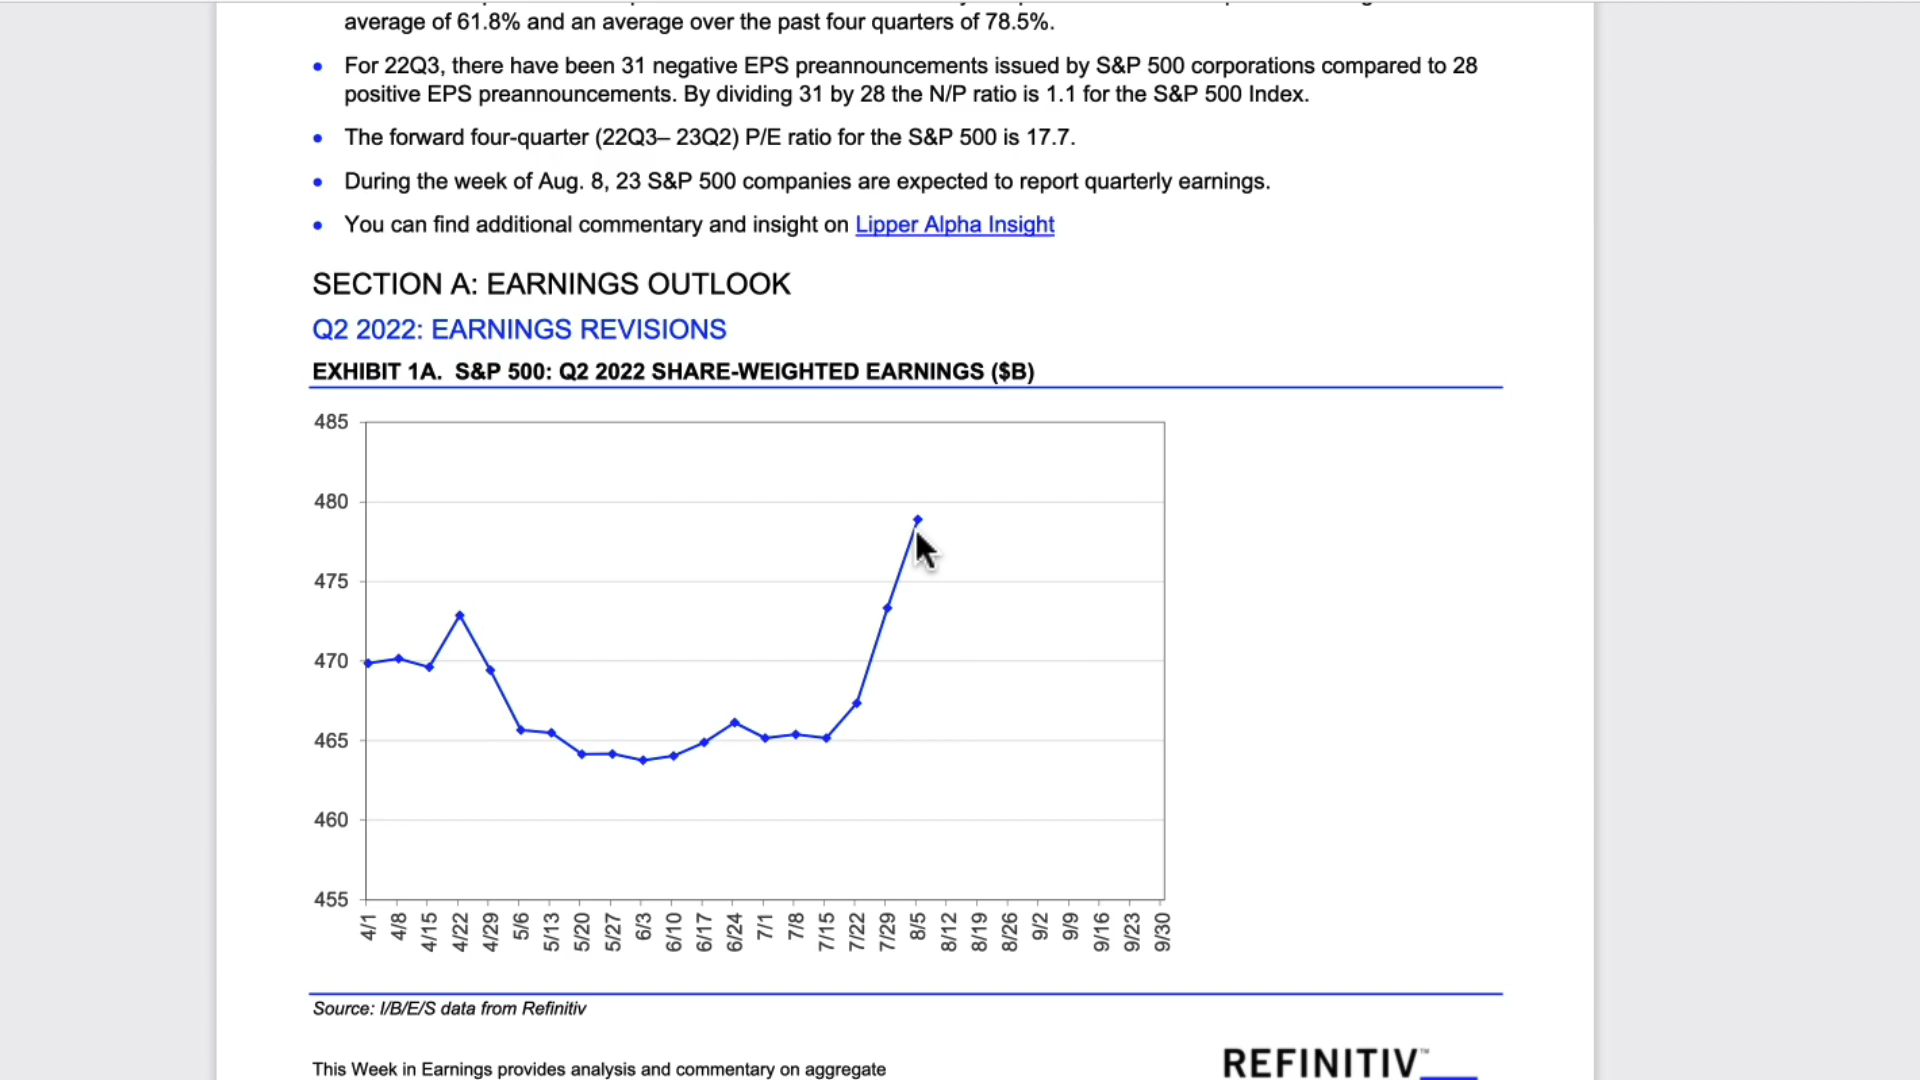 average of 61.8% and an average over the past four quarters of 78.5%.
For 22Q3, there have been 31 negative EPS preannouncements issued by S&P 500 corporations compared to 28
positive EPS preannouncements. By dividing 31 by 28 the N/P ratio is 1.1 for the S&P 500 Index.
The forward four-quarter (22Q3– 23Q2) P/E ratio for the S&P 500 is 17.7.
During the week of Aug. 8, 23 S&P 500 companies are expected to report quarterly earnings.
You can find additional commentary and insight on Lipper Alpha Insight
SECTION A: EARNINGS OUTLOOK
Q2 2022: EARNINGS REVISIONS
EXHIBIT 1A. S&P 500: Q2 2022 SHARE-WEIGHTED EARNINGS ($B)
485
480
475
470
465
460
455
4/1 4/8 4/15 4/22 4/29 5/6 5/13 5/20 5/27 6/3 6/10 6/17 6/24 7/1 7/8 7/15 7/22 7/29 8/5 8/12 8/19 8/26 9/2 9/9 9/16 9/23 9/30
Source: I/B/E/S data from Refinitiv
This Week in Earnings provides analysis and commentary on aggregate
REFINITIV™